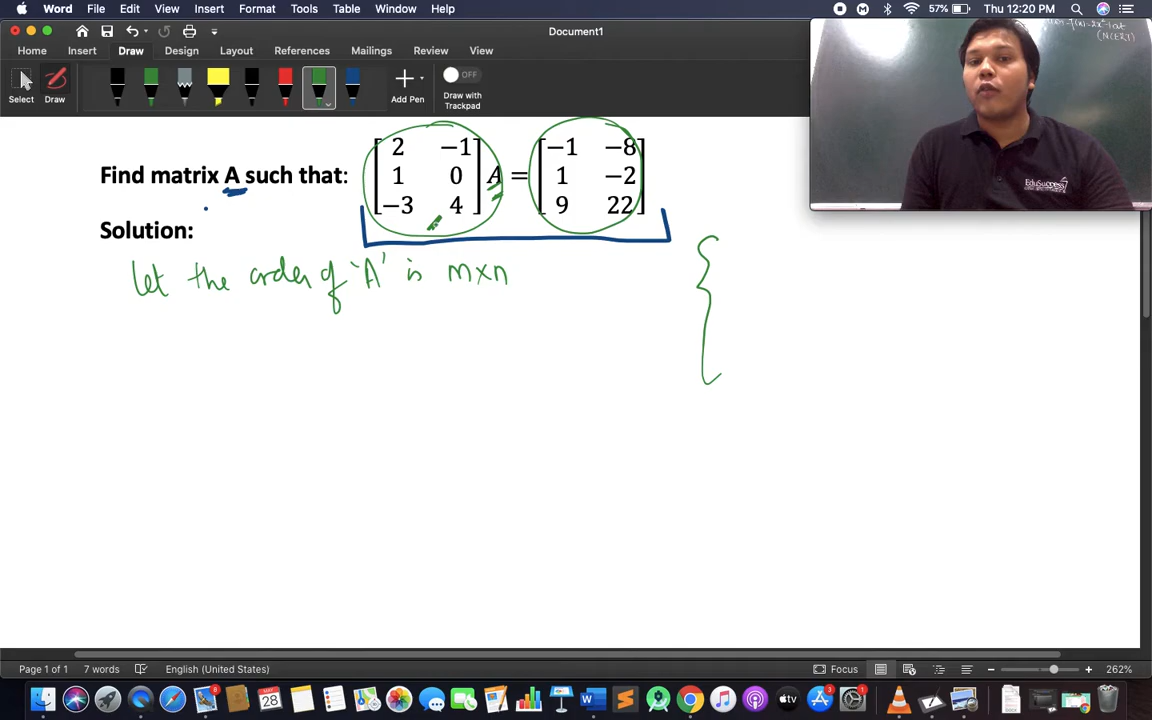 Word File Edit View Insert Format Tools Table Window Help 57% Thu 12:20 PM
Document1
Home Insert Draw Design Layout References Mailings Review View
OFF
Select Draw Add Pen Draw with Trackpad
Find matrix A such that: [2 −1 1 0 −3 4] A = [−1 −8 1 −2 9 22]
Solution:
let the order of 'A' is m×n
EduSuccess
Page 1 of 1 7 words English (United States) Focus 262%